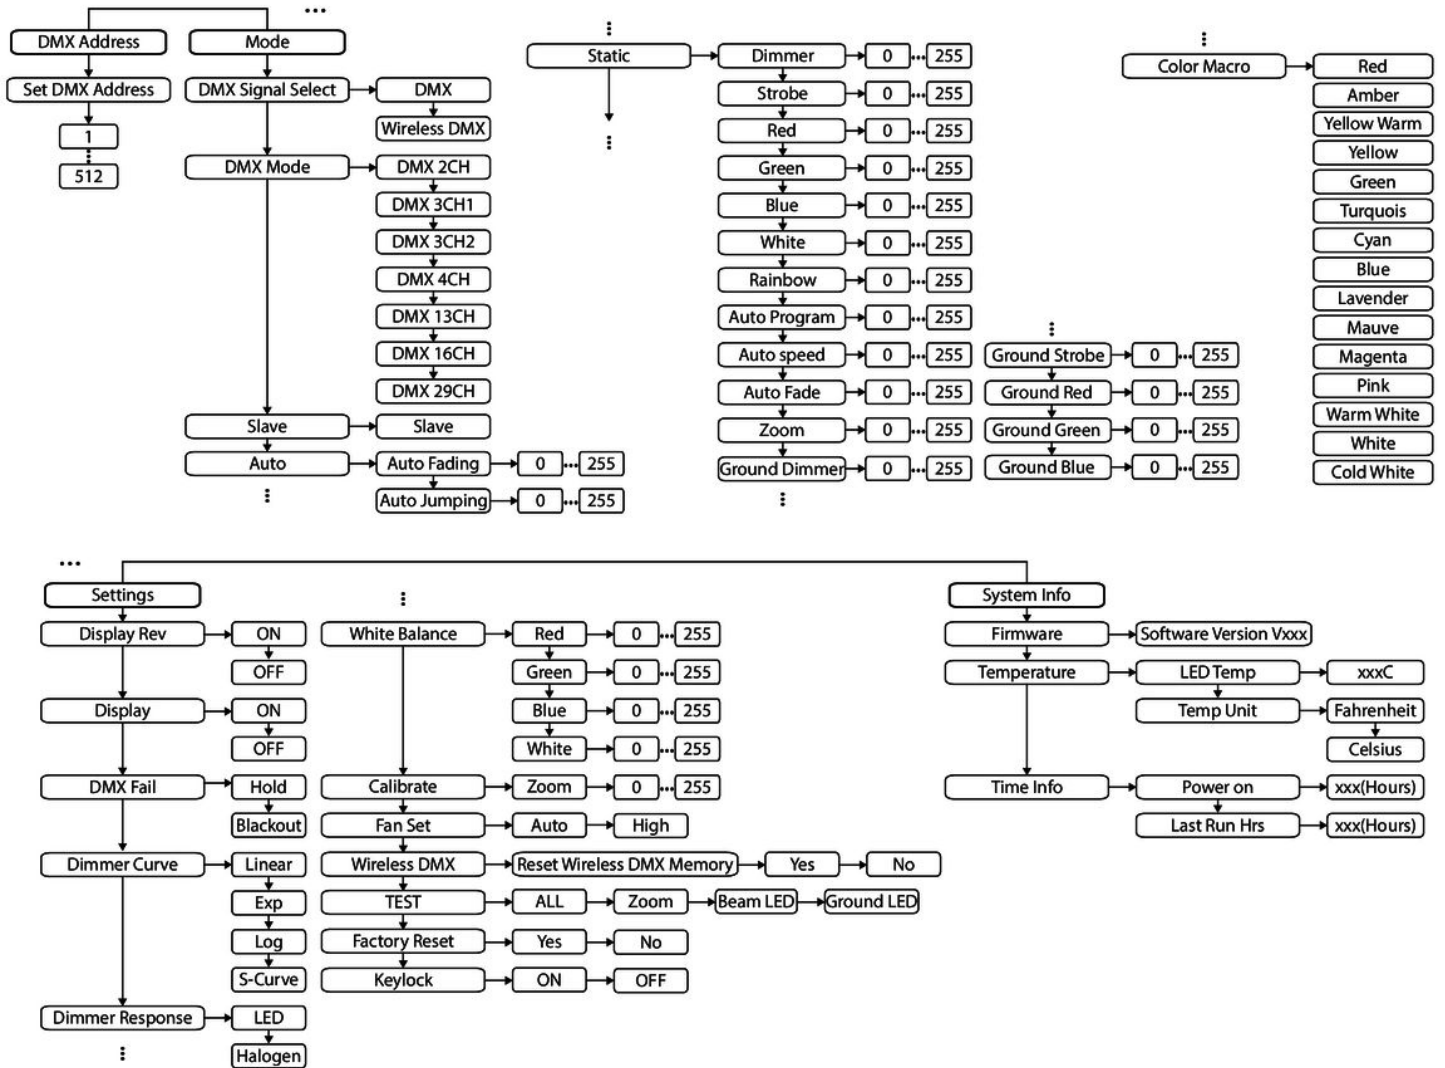 ...
DMX Address
Mode
Set DMX Address
1
...
512
DMX Signal Select
DMX
Wireless DMX
DMX Mode
DMX 2CH
DMX 3CH1
DMX 3CH2
DMX 4CH
DMX 13CH
DMX 16CH
DMX 29CH
Slave
Slave
Auto
Auto Fading 0 ... 255
Auto Jumping 0 ... 255
...
...
Static
...
Dimmer 0 ... 255
Strobe 0 ... 255
Red 0 ... 255
Green 0 ... 255
Blue 0 ... 255
White 0 ... 255
Rainbow 0 ... 255
Auto Program 0 ... 255
Auto speed 0 ... 255
Auto Fade 0 ... 255
Zoom 0 ... 255
Ground Dimmer 0 ... 255
...
...
Ground Strobe 0 ... 255
Ground Red 0 ... 255
Ground Green 0 ... 255
Ground Blue 0 ... 255
...
Color Macro
Red
Amber
Yellow Warm
Yellow
Green
Turquois
Cyan
Blue
Lavender
Mauve
Magenta
Pink
Warm White
White
Cold White
...
Settings
Display Rev
ON
OFF
Display
ON
OFF
DMX Fail
Hold
Blackout
Dimmer Curve
Linear
Exp
Log
S-Curve
Dimmer Response
LED
Halogen
...
...
White Balance
Red 0 ... 255
Green 0 ... 255
Blue 0 ... 255
White 0 ... 255
Calibrate Zoom 0 ... 255
Fan Set Auto High
Wireless DMX Reset Wireless DMX Memory Yes No
TEST ALL Zoom Beam LED Ground LED
Factory Reset Yes No
Keylock ON OFF
System Info
Firmware Software Version Vxxx
Temperature LED Temp xxxC
Temp Unit Fahrenheit
Celsius
Time Info Power on xxx(Hours)
Last Run Hrs xxx(Hours)